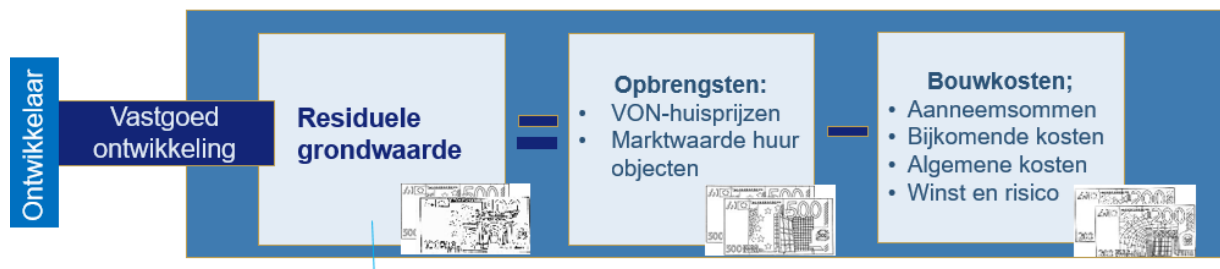 Ontwikkelaar
Vastgoed
ontwikkeling
Residuele
grondwaarde
Opbrengsten:
• VON-huisprijzen
• Marktwaarde huur
objecten
Bouwkosten;
• Aanneemsommen
• Bijkomende kosten
• Algemene kosten
• Winst en risico